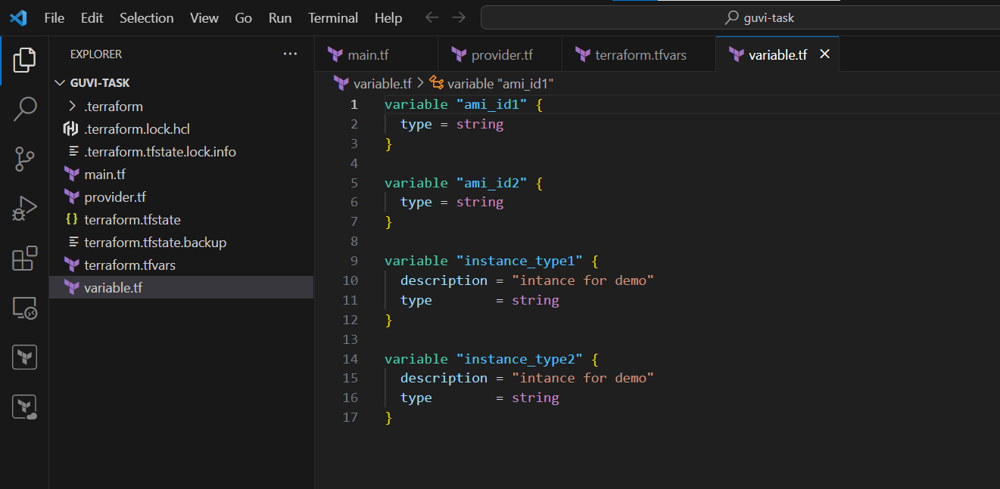 File Edit Selection View Go Run Terminal Help
guvi-task
EXPLORER
GUVI-TASK
.terraform
.terraform.lock.hcl
.terraform.tfstate.lock.info
main.tf
provider.tf
terraform.tfstate
terraform.tfstate.backup
terraform.tfvars
variable.tf
main.tf provider.tf terraform.tfvars variable.tf
variable.tf > variable "ami_id1"
1 variable "ami_id1" {
2 type = string
3 }
4
5 variable "ami_id2" {
6 type = string
7 }
8
9 variable "instance_type1" {
10 description = "intance for demo"
11 type = string
12 }
13
14 variable "instance_type2" {
15 description = "intance for demo"
16 type = string
17 }